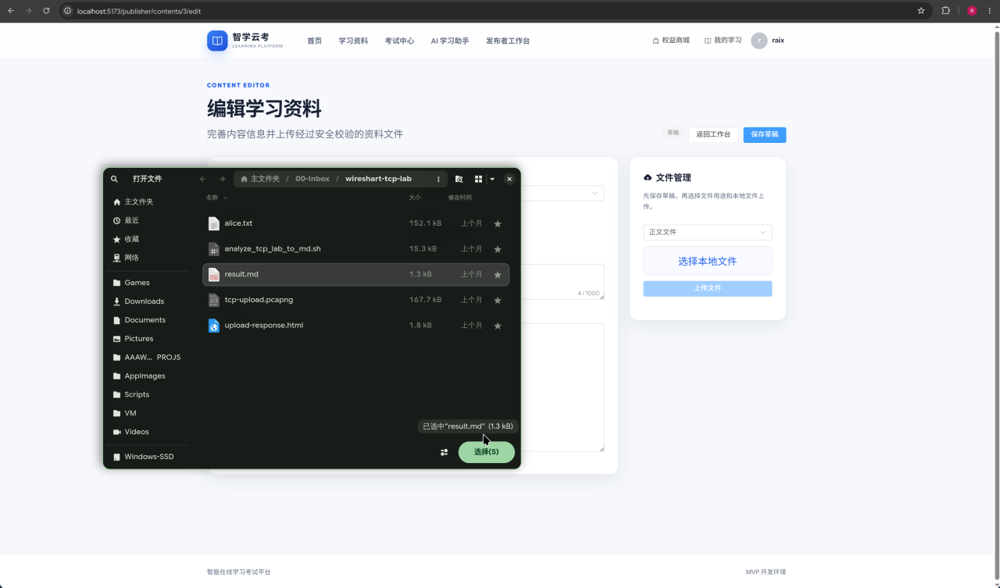 localhost:5173/publisher/contents/3/edit
R
智学云考
LEARNING PLATFORM
首页
学习资料
考试中心
AI 学习助手
发布者工作台
权益商城
我的学习
r
raix
CONTENT EDITOR
编辑学习资料
完善内容信息并上传经过安全校验的资料文件
草稿
返回工作台
保存草稿
打开文件
主文件夹 / 00-Inbox / wireshart-tcp-lab
名称 大小 修改时间
主文件夹
最近
收藏
网络
Games
Downloads
Documents
Pictures
AAAW... PROJS
AppImages
Scripts
VM
Videos
Windows-SSD
alice.txt 152.1 kB 上个月
analyze_tcp_lab_to_md.sh 15.3 kB 上个月
result.md 1.3 kB 上个月
tcp-upload.pcapng 167.7 kB 上个月
upload-response.html 1.8 kB 上个月
已选中“result.md” (1.3 kB)
选择(S)
4 / 1000
文件管理
先保存草稿，再选择文件用途和本地文件上
传。
正文文件
选择本地文件
上传文件
智能在线学习考试平台
MVP 开发环境